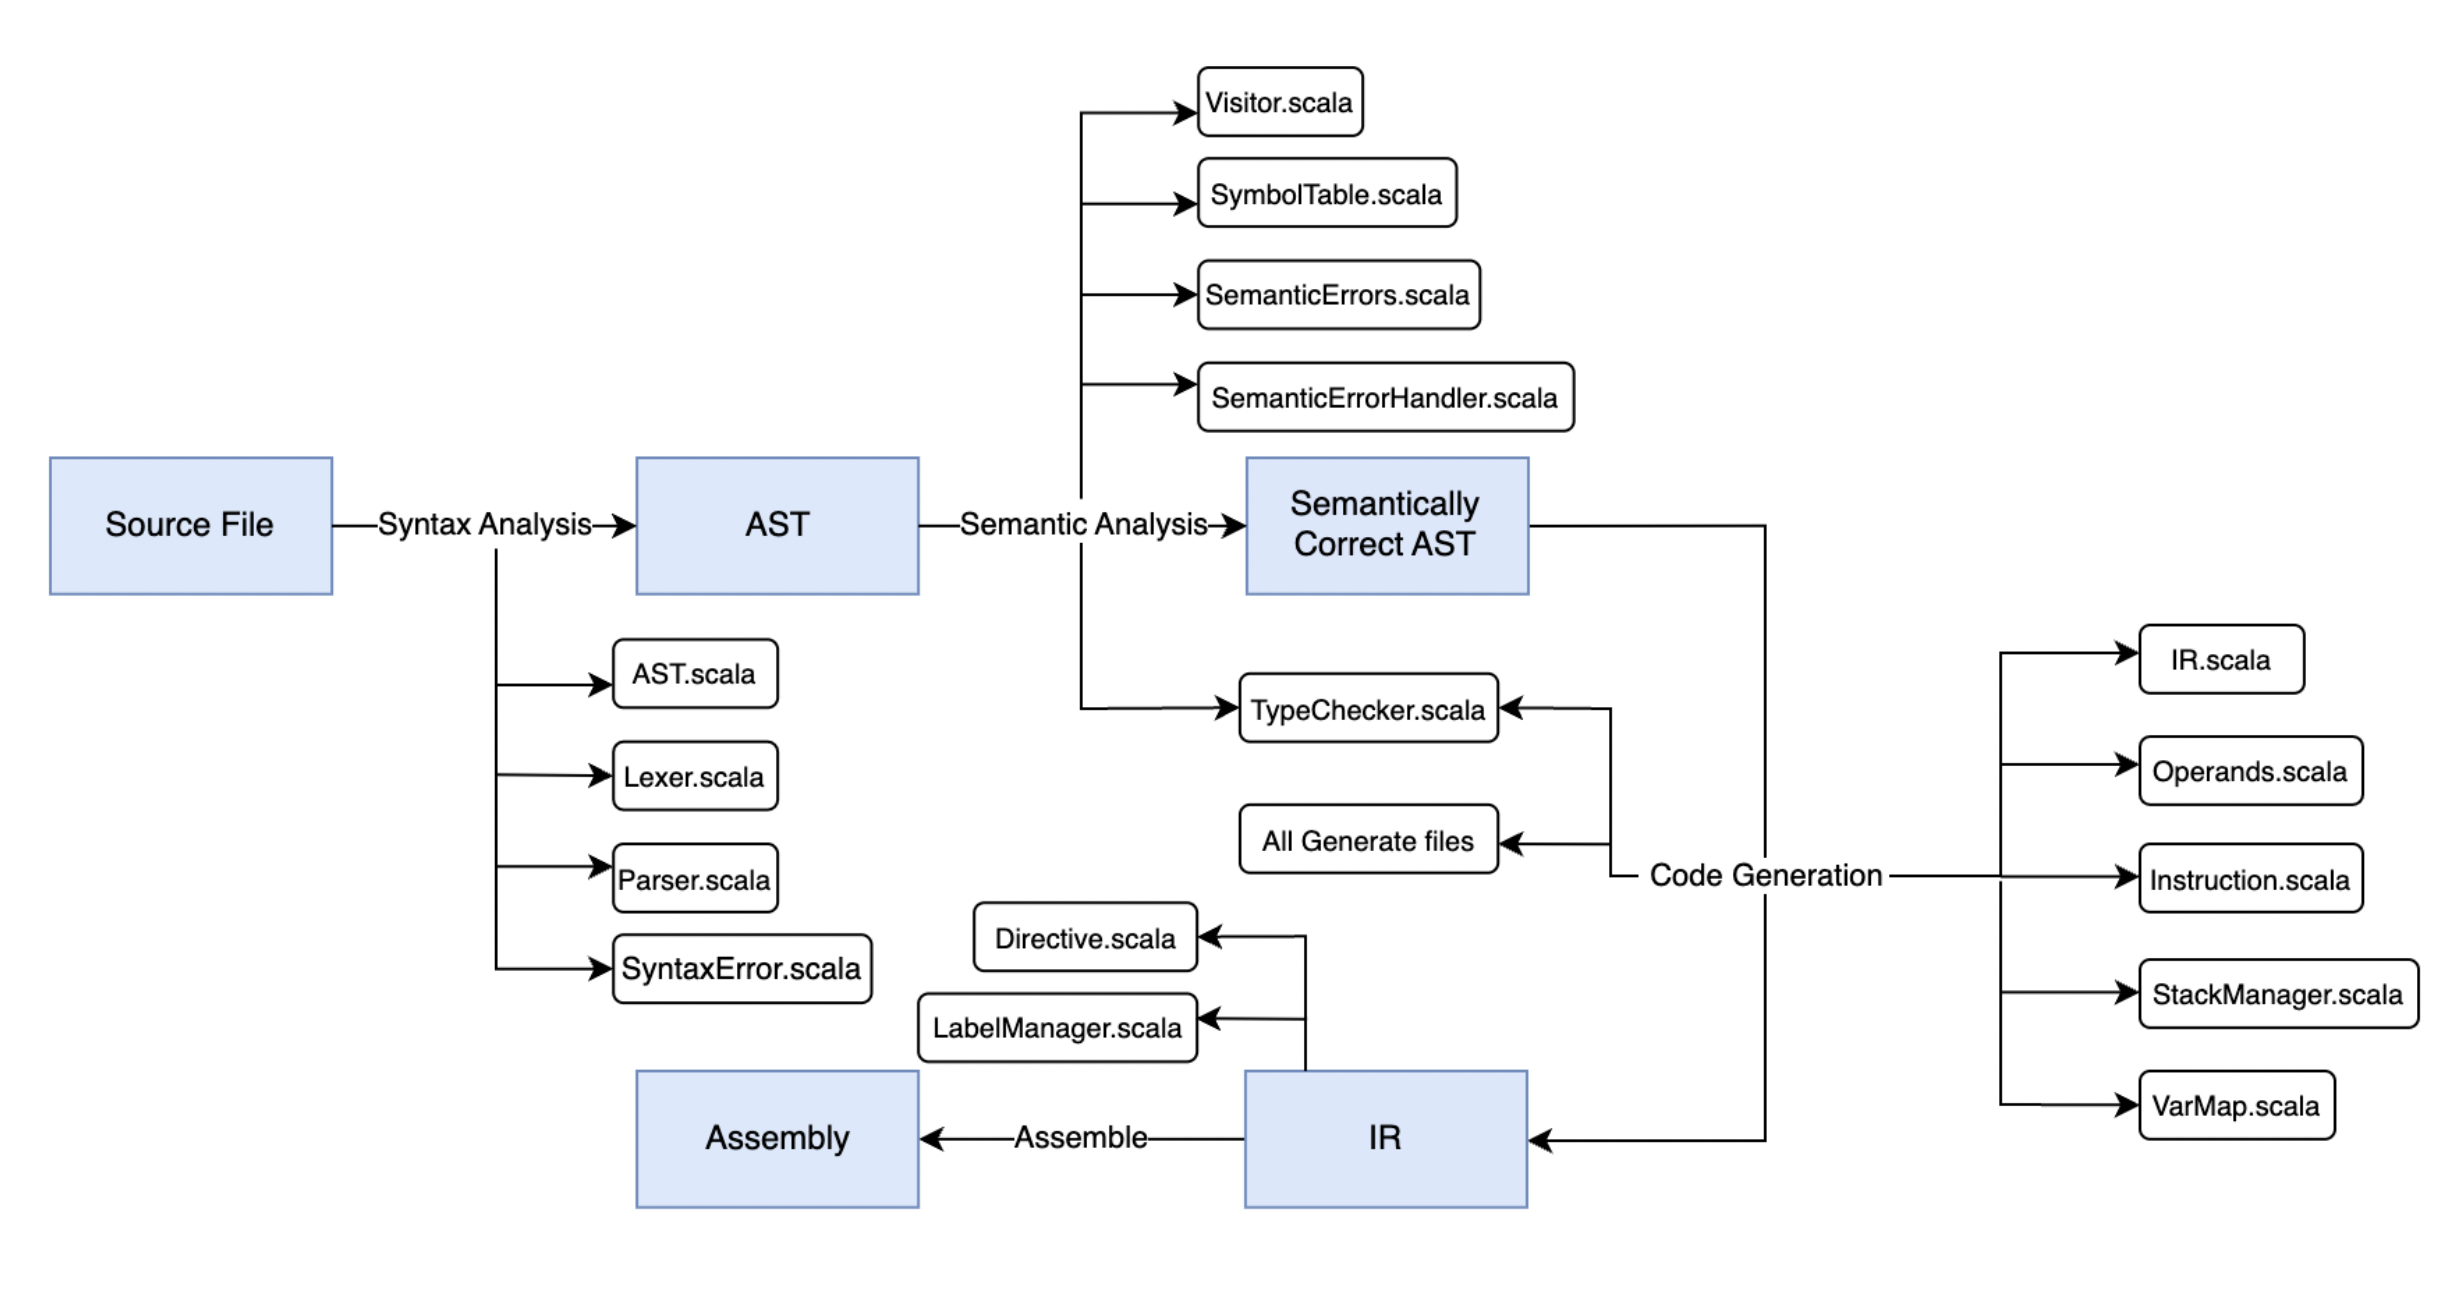 Visitor.scala
SymbolTable.scala
SemanticErrors.scala
SemanticErrorHandler.scala
Source File
Syntax Analysis
AST
Semantic Analysis
Semantically
Correct AST
AST.scala
Lexer.scala
Parser.scala
SyntaxError.scala
TypeChecker.scala
All Generate files
Code Generation
IR.scala
Operands.scala
Instruction.scala
StackManager.scala
VarMap.scala
Directive.scala
LabelManager.scala
Assembly
Assemble
IR